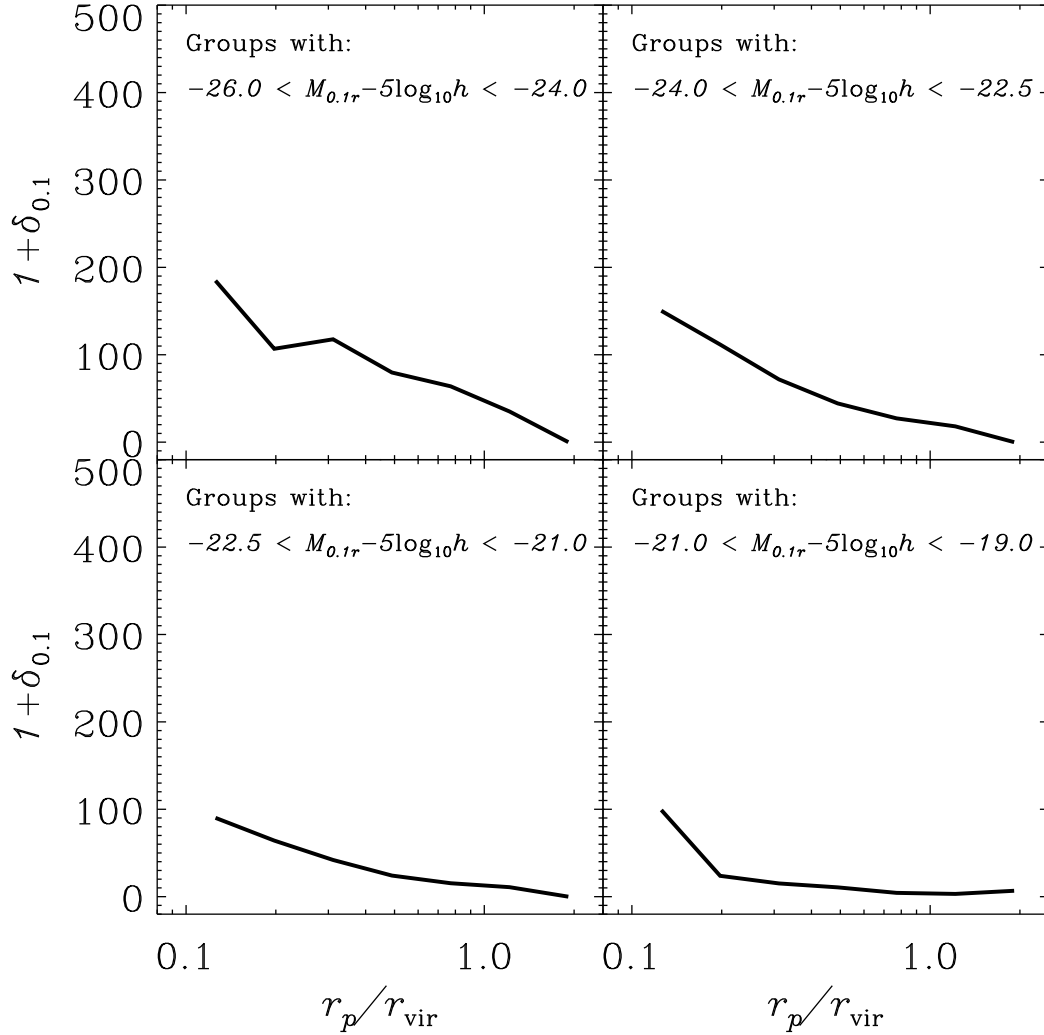 500
400
300
200
100
0
1+δ0.1
Groups with:
−26.0 < M0.1r−5log10h < −24.0
Groups with:
−24.0 < M0.1r−5log10h < −22.5
500
400
300
200
100
0
1+δ0.1
Groups with:
−22.5 < M0.1r−5log10h < −21.0
Groups with:
−21.0 < M0.1r−5log10h < −19.0
0.1 1.0
0.1 1.0
rp/rvir
rp/rvir